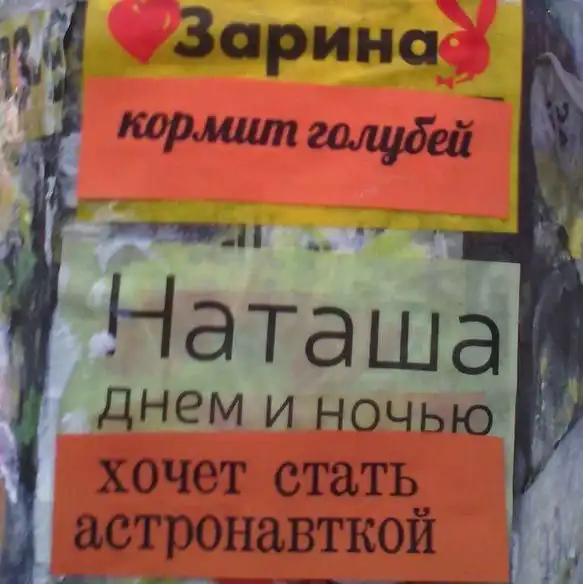 Зарина
кормит голубей
Наташа
днем и ночью
хочет стать
астронавткой